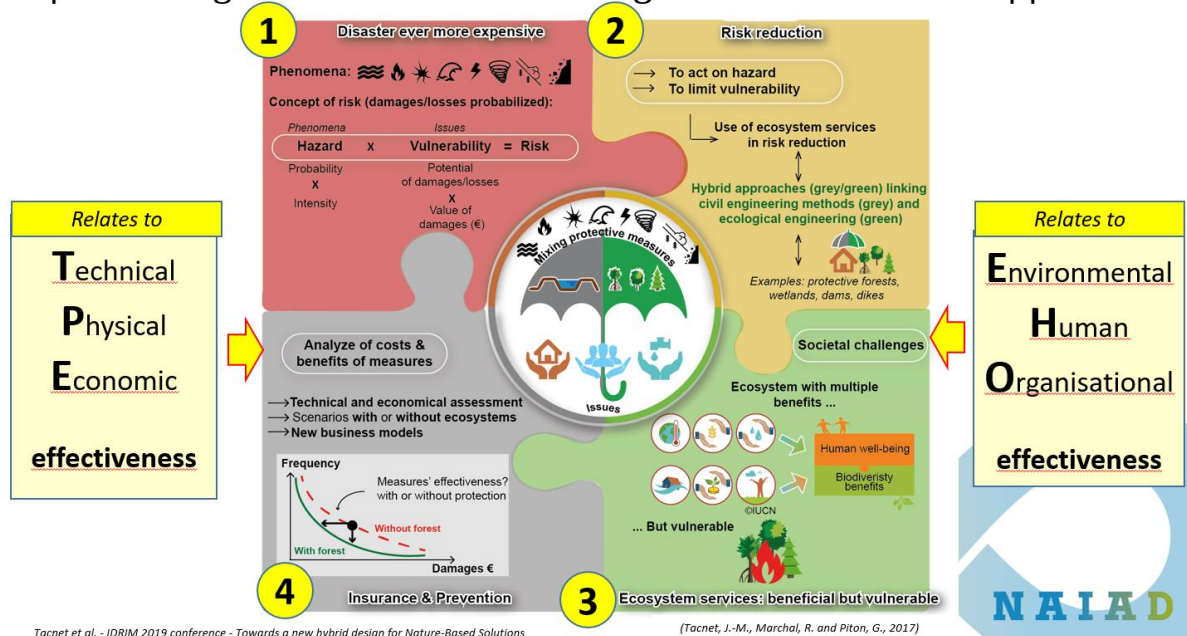 1
Disaster ever more expensive
Phenomena:
Concept of risk (damages/losses probabilized):
Phenomena Issues
Hazard x Vulnerability = Risk
Probability
X
Intensity
Potential
of damages/losses
X
Value of
damages (€)
2
Risk reduction
→ To act on hazard
→ To limit vulnerability
Use of ecosystem services
in risk reduction
Hybrid approaches (grey/green) linking
civil engineering methods (grey) and
ecological engineering (green)
Examples: protective forests,
wetlands, dams, dikes
Relates to
Technical
Physical
Economic
effectiveness
Mixing protective measures
Issues
Relates to
Environmental
Human
Organisational
effectiveness
Analyze of costs &
benefits of measures
→Technical and economical assessment
→Scenarios with or without ecosystems
→New business models
Frequency
Measures' effectiveness?
with or without protection
Without forest
With forest
Damages €
4
Insurance & Prevention
Societal challenges
Ecosystem with multiple
benefits ...
Human well-being
Biodiveristy
benefits
©IUCN
... But vulnerable
3
Ecosystem services: beneficial but vulnerable
NAIAD
Tacnet et al. - IDRIM 2019 conference - Towards a new hybrid design for Nature-Based Solutions
(Tacnet, J.-M., Marchal, R. and Piton, G., 2017)